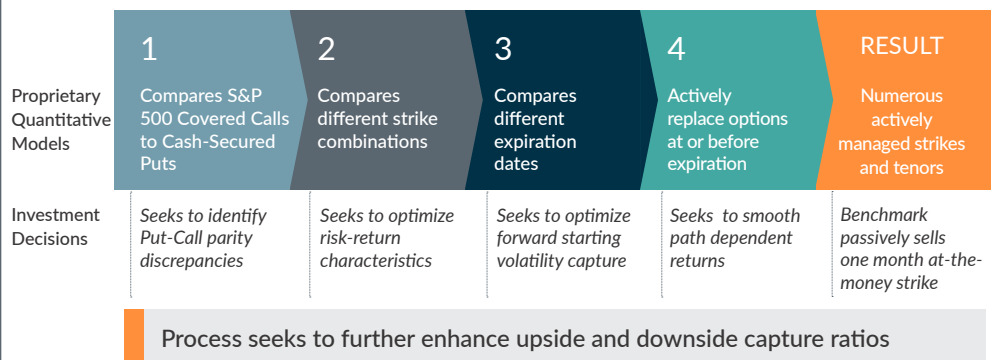 1
2
3
4
RESULT
Proprietary
Quantitative
Models
Compares S&P
500 Covered Calls
to Cash-Secured
Puts
Compares
different strike
combinations
Compares
different
expiration
dates
Actively
replace options
at or before
expiration
Numerous
actively
managed strikes
and tenors
Investment
Decisions
Seeks to identify
Put-Call parity
discrepancies
Seeks to optimize
risk-return
characteristics
Seeks to optimize
forward starting
volatility capture
Seeks to smooth
path dependent
returns
Benchmark
passively sells
one month at-the-
money strike
Process seeks to further enhance upside and downside capture ratios